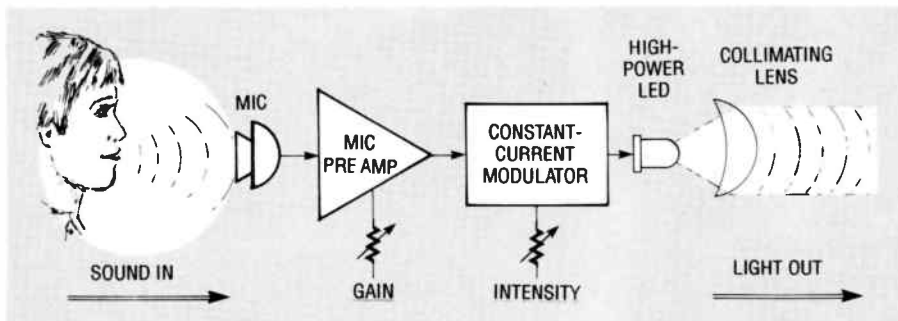 MIC
MIC
PRE AMP
GAIN
CONSTANT-
CURRENT
MODULATOR
INTENSITY
HIGH-
POWER
LED
COLLIMATING
LENS
SOUND IN
LIGHT OUT